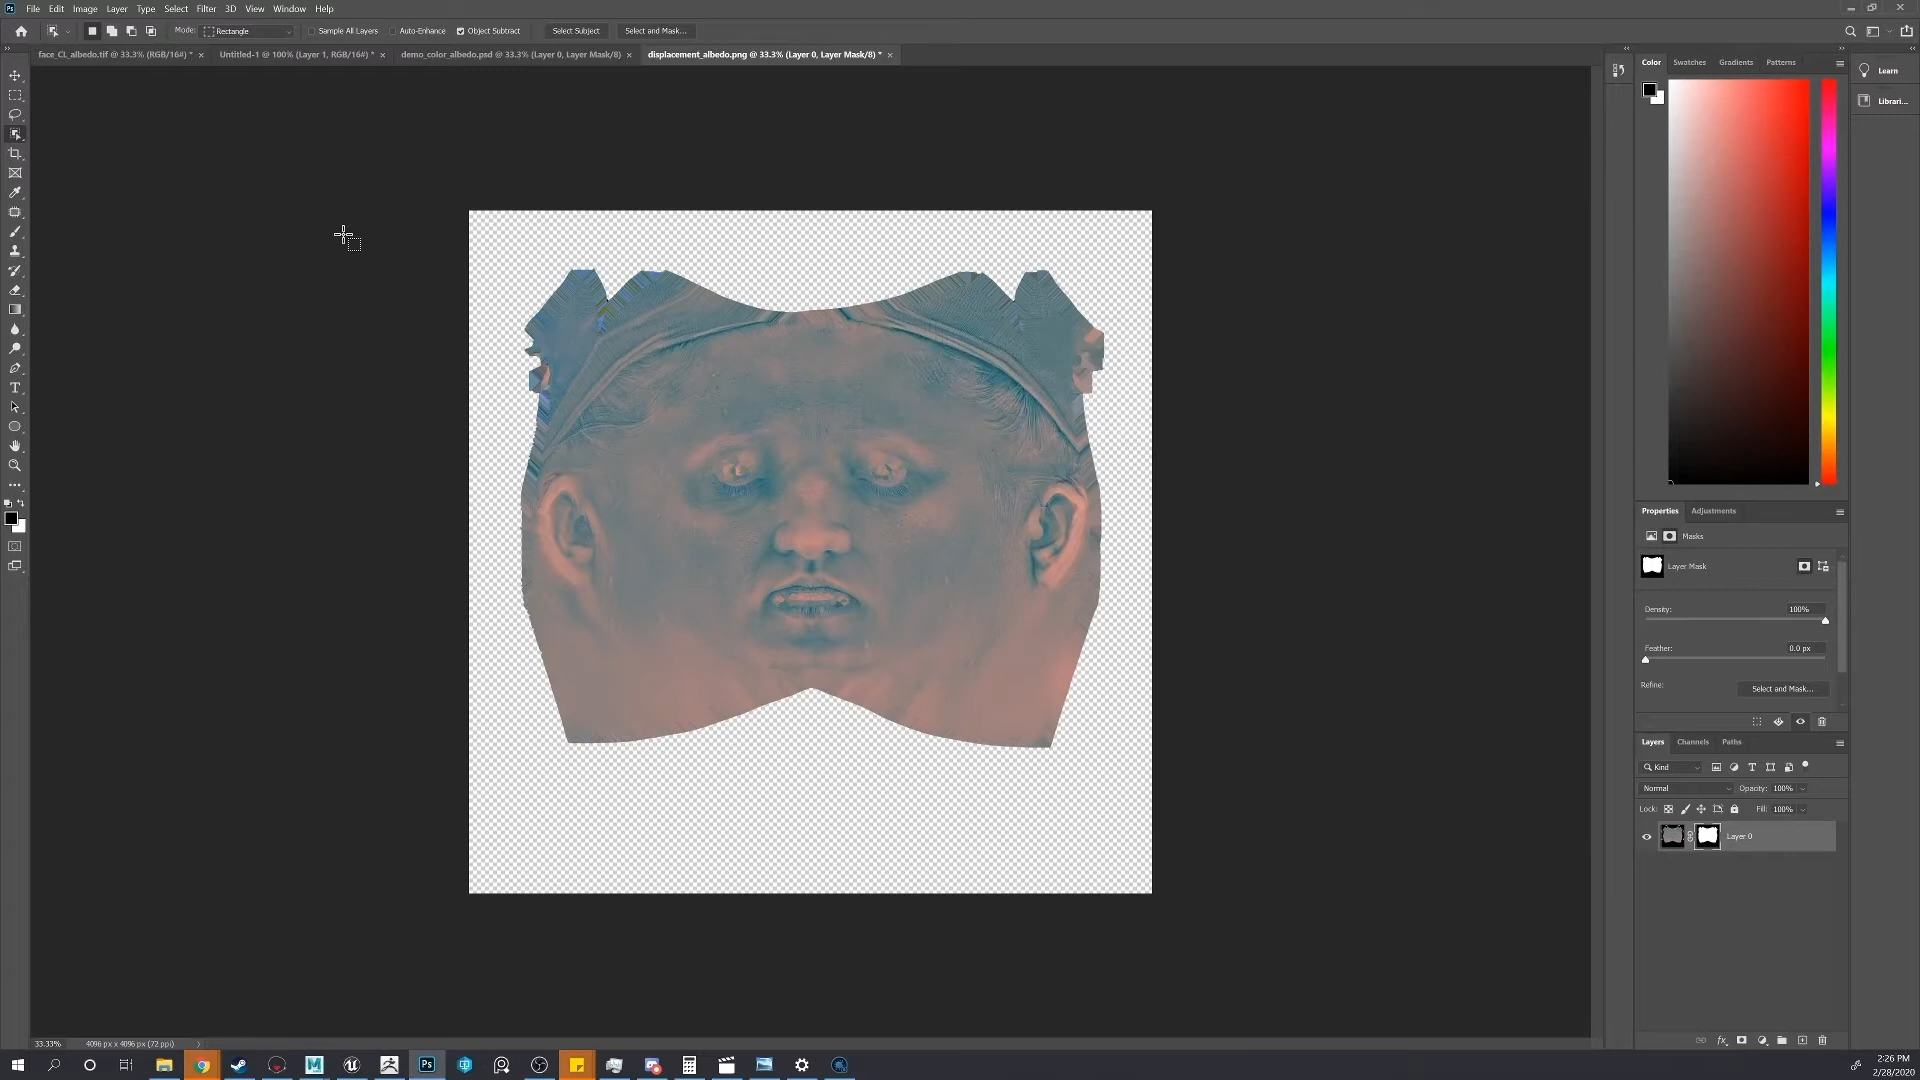 Ps File Edit Image Layer Type Select Filter 3D View Window Help
Mode: Rectangle Sample All Layers Auto-Enhance Object Subtract Select Subject Select and Mask...
face_CL_albedo.tif @ 33.3% (RGB/16#) * × Untitled-1 @ 100% (Layer 1, RGB/16#) * × demo_color_albedo.psd @ 33.3% (Layer 0, Layer Mask/8) × displacement_albedo.png @ 33.3% (Layer 0, Layer Mask/8) * ×
Color Swatches Gradients Patterns
Learn
Librari...
Properties Adjustments
Masks
Layer Mask
Density: 100%
Feather: 0.0 px
Refine: Select and Mask...
Layers Channels Paths
Kind
Normal Opacity: 100%
Lock: Fill: 100%
Layer 0
fx
33.33% 4096 px x 4096 px (72 ppi)
Ps
2:26 PM
2/28/2020